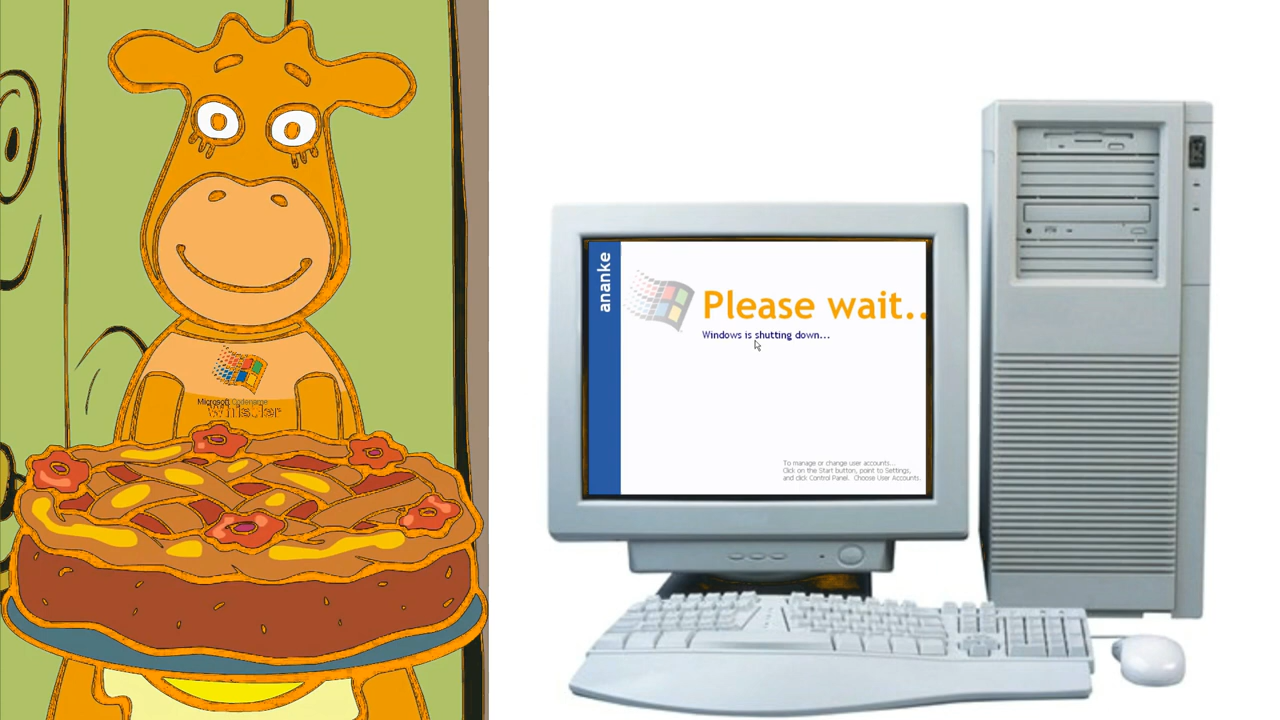 Microsoft Codename
Whistler
ananke
Please wait..
Windows is shutting down...
To manage or change user accounts...
Click on the Start button, point to Settings,
and click Control Panel. Choose User Accounts.